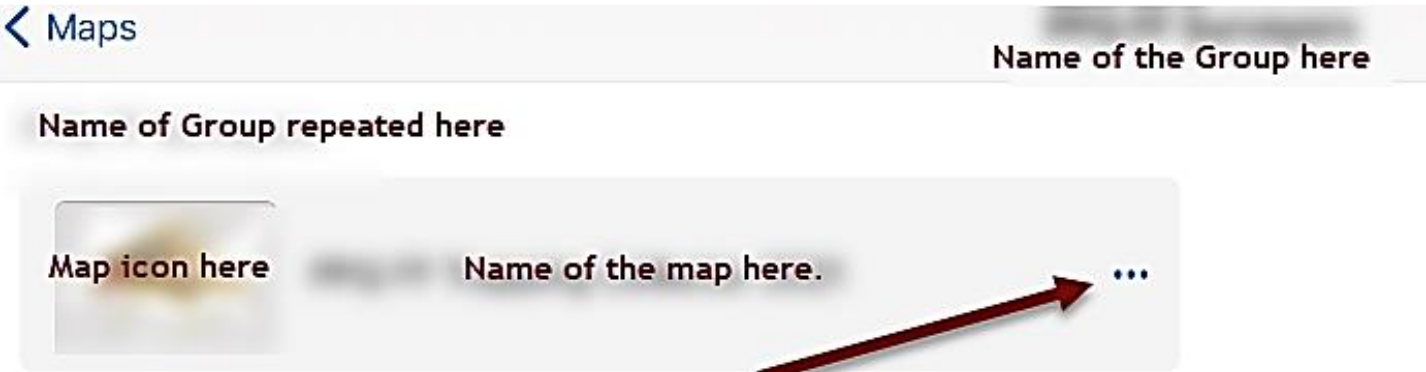 Maps
Name of the Group here
Name of Group repeated here
Map icon here
Name of the map here.